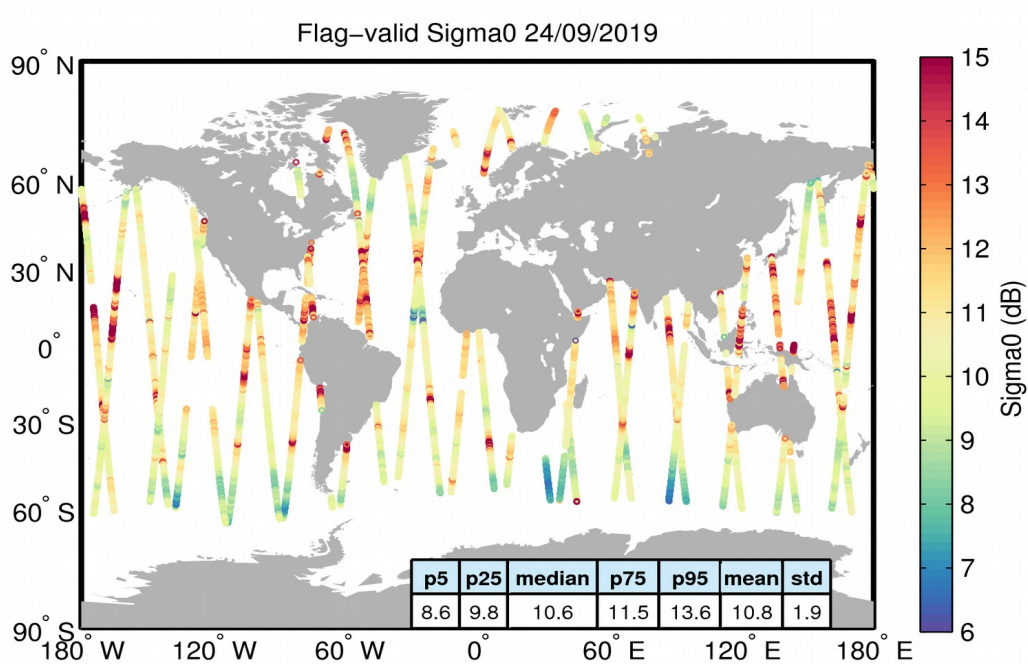 Flag−valid Sigma0 24/09/2019
90° N
60° N
30° N
0°
30° S
60° S
90° S
180° W
120° W
60° W
0°
60° E
120° E
180° E
15
14
13
12
11
10
9
8
7
6
Sigma0 (dB)
p5 p25 median p75 p95 mean std
8.6 9.8 10.6 11.5 13.6 10.8 1.9